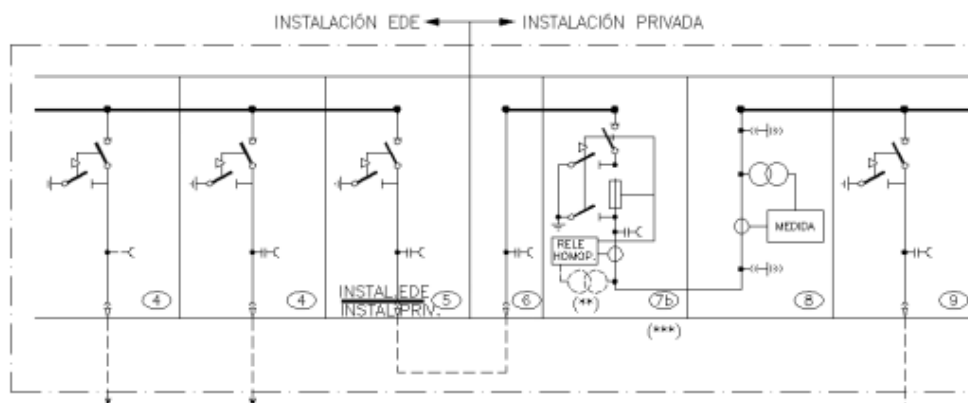 INSTALACIÓN EDE
INSTALACIÓN PRIVADA
RELE
HOMOP.
MEDIDA
INSTAL.EDE
INSTAL.PRIV.
4
4
5
6
(**)
7b
8
9
(***)